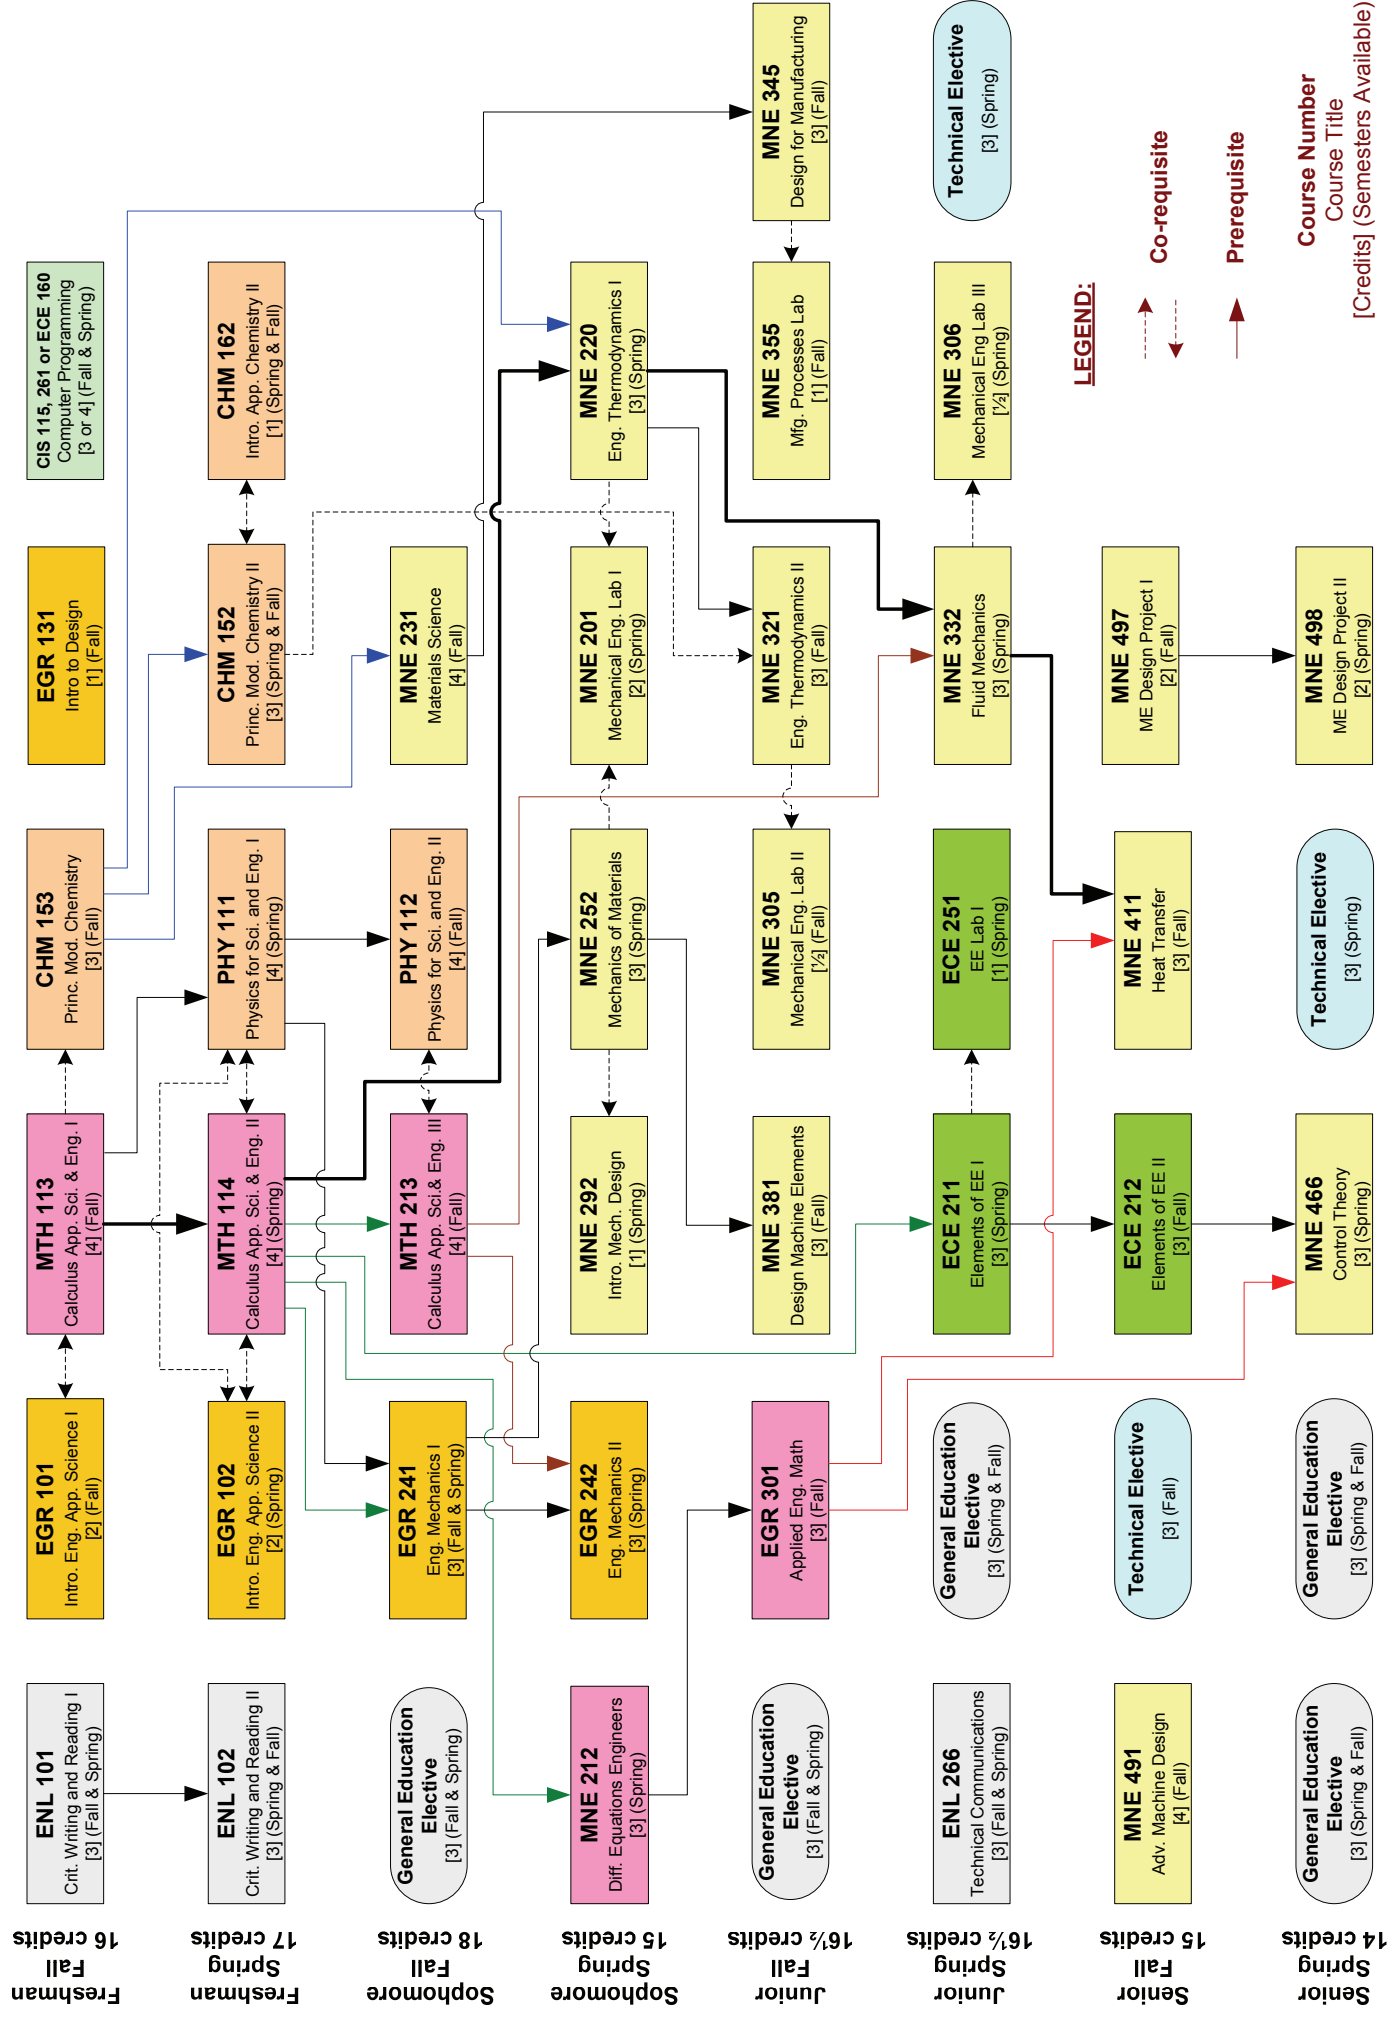 Freshman
Fall
16 credits
ENL 101
Crit. Writing and Reading I
[3] (Fall & Spring)
EGR 101
Intro. Eng. App. Science I
[2] (Fall)
MTH 113
Calculus App. Sci. & Eng. I
[4] (Fall)
CHM 153
Princ. Mod. Chemistry
[3] (Fall)
EGR 131
Intro to Design
[1] (Fall)
CIS 115, 261 or ECE 160
Computer Programming
[3 or 4] (Fall & Spring)
Freshman
Spring
17 credits
ENL 102
Crit. Writing and Reading II
[3] (Spring & Fall)
EGR 102
Intro. Eng. App. Science II
[2] (Spring)
MTH 114
Calculus App. Sci. & Eng. II
[4] (Spring)
PHY 111
Physics for Sci. and Eng. I
[4] (Spring)
CHM 152
Princ. Mod. Chemistry II
[3] (Spring & Fall)
CHM 162
Intro. App. Chemistry II
[1] (Spring & Fall)
Sophomore
Fall
18 credits
General Education
Elective
[3] (Fall & Spring)
EGR 241
Eng. Mechanics I
[3] (Fall & Spring)
MTH 213
Calculus App. Sci.& Eng. III
[4] (Fall)
PHY 112
Physics for Sci. and Eng. II
[4] (Fall)
MNE 231
Materials Science
[4] (Fall)
Sophomore
Spring
15 credits
MNE 212
Diff. Equations Engineers
[3] (Spring)
EGR 242
Eng. Mechanics II
[3] (Spring)
MNE 292
Intro. Mech. Design
[1] (Spring)
MNE 252
Mechanics of Materials
[3] (Spring)
MNE 201
Mechanical Eng. Lab I
[2] (Spring)
MNE 220
Eng. Thermodynamics I
[3] (Spring)
Junior
Fall
16½ credits
General Education
Elective
[3] (Fall & Spring)
EGR 301
Applied Eng. Math
[3] (Fall)
MNE 381
Design Machine Elements
[3] (Fall)
MNE 305
Mechanical Eng. Lab II
[½] (Fall)
MNE 321
Eng. Thermodynamics II
[3] (Fall)
MNE 355
Mfg. Processes Lab
[1] (Fall)
MNE 345
Design for Manufacturing
[3] (Fall)
Junior
Spring
16½ credits
ENL 266
Technical Communications
[3] (Fall & Spring)
General Education
Elective
[3] (Spring & Fall)
ECE 211
Elements of EE I
[3] (Spring)
ECE 251
EE Lab I
[1] (Spring)
MNE 332
Fluid Mechanics
[3] (Spring)
MNE 306
Mechanical Eng Lab III
[½] (Spring)
Technical Elective
[3] (Spring)
Senior
Fall
15 credits
MNE 491
Adv. Machine Design
[4] (Fall)
Technical Elective
[3] (Fall)
ECE 212
Elements of EE II
[3] (Fall)
MNE 411
Heat Transfer
[3] (Fall)
MNE 497
ME Design Project I
[2] (Fall)
Senior
Spring
14 credits
General Education
Elective
[3] (Spring & Fall)
General Education
Elective
[3] (Spring & Fall)
MNE 466
Control Theory
[3] (Spring)
Technical Elective
[3] (Spring)
MNE 498
ME Design Project II
[2] (Spring)
LEGEND:
Co-requisite
Prerequisite
Course Number
Course Title
[Credits] (Semesters Available)